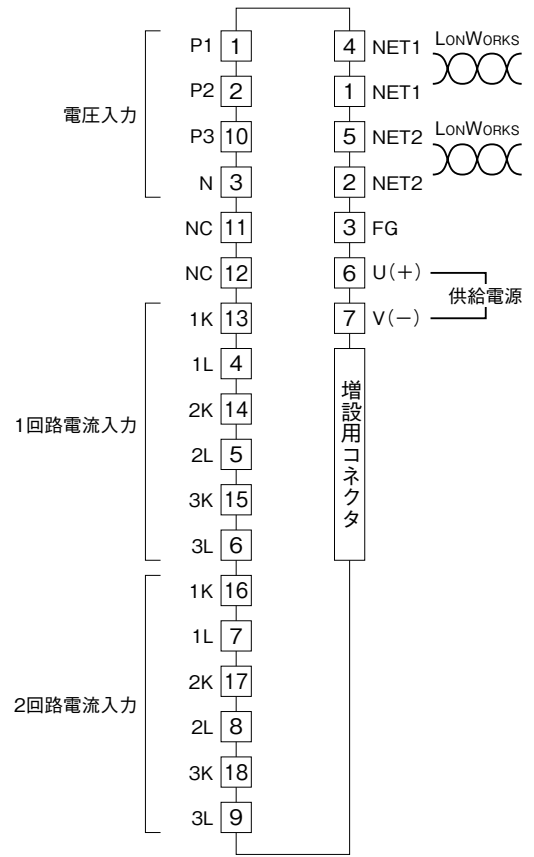 電圧入力
P1 1
P2 2
P3 10
N 3
NC 11
NC 12
1回路電流入力
1K 13
1L 4
2K 14
2L 5
3K 15
3L 6
2回路電流入力
1K 16
1L 7
2K 17
2L 8
3K 18
3L 9
4 NET1 LONWORKS
1 NET1
5 NET2 LONWORKS
2 NET2
3 FG
6 U(+)
7 V(－)
供給電源
増設用コネクタ